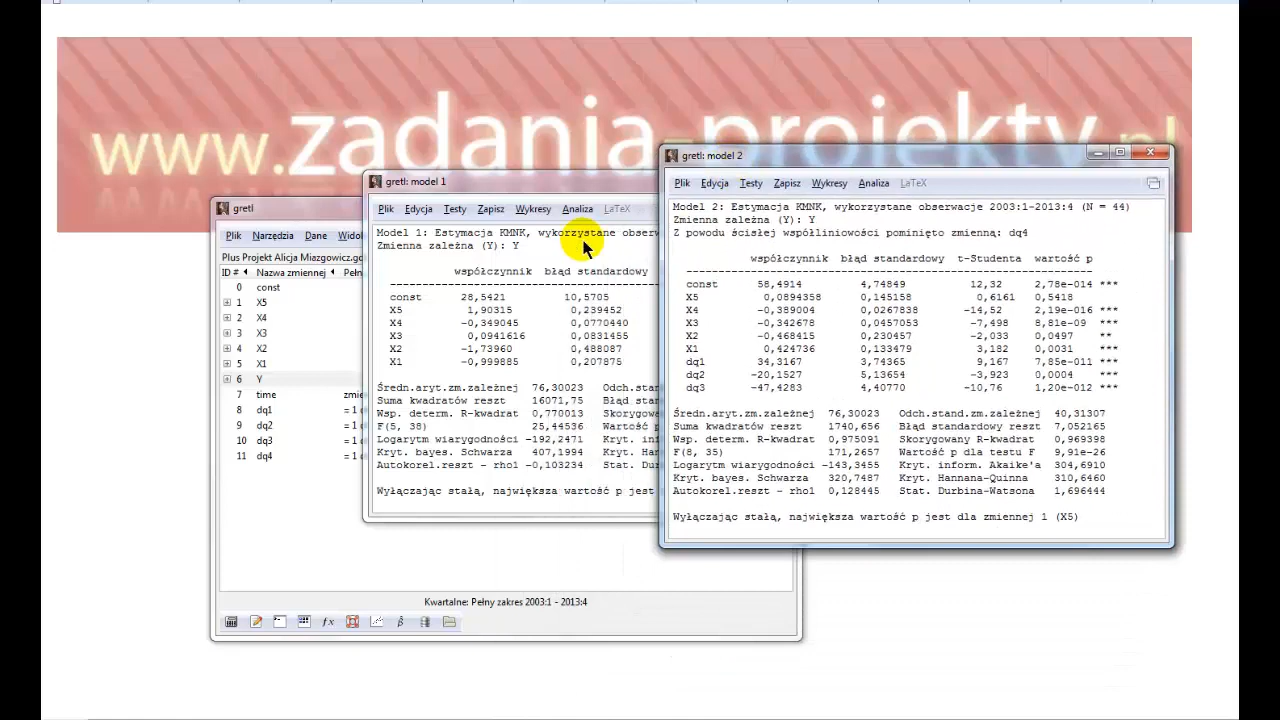 www.zadania-projekty.pl
gretl
Plik Narzędzia Dane
Plus Projekt Alicja Miazgowicz.
ID # Nazwa zmiennej
0 const
1 X5
2 X4
3 X3
4 X2
5 X1
6 Y
7 time
8 dq1 = 1
9 dq2 = 1
10 dq3 = 1
11 dq4 = 1
Kwartalne: Pełny zakres 2003:1 - 2013:4
gretl: model 1
Plik Edycja Testy Zapisz Wykresy Analiza LaTeX
Model 1: Estymacja KMNK, wykorzystane
Zmienna zależna (Y): Y
współczynnik błąd standardowy
const 28,5421 10,5705
X5 1,90315 0,239452
X4 -0,349045 0,0770440
X3 0,0941616 0,0831455
X2 -1,73960 0,488087
X1 -0,999885 0,207875
Średn.aryt.zm.zależnej 76,30023 Odch.stan
Suma kwadratów reszt 16071,75 Błąd stan
Wsp. determ. R-kwadrat 0,770013 Skorygowa
F(5, 38) 25,44536 Wartość p
Logarytm wiarygodności -192,2471 Kryt. in
Kryt. bayes. Schwarza 407,1994 Kryt. Han
Autokorel.reszt - rho1 -0,103234 Stat. Du
Wyłączając stałą, największa wartość p jest
gretl: model 2
Plik Edycja Testy Zapisz Wykresy Analiza LaTeX
Model 2: Estymacja KMNK, wykorzystane obserwacje 2003:1-2013:4 (N = 44)
Zmienna zależna (Y): Y
Z powodu ścisłej współliniowości pominięto zmienną: dq4
współczynnik błąd standardowy t-Studenta wartość p
const 58,4914 4,74849 12,32 2,78e-014 ***
X5 0,0894358 0,145158 0,6161 0,5418
X4 -0,389004 0,0267838 -14,52 2,19e-016 ***
X3 -0,342678 0,0457053 -7,498 8,81e-09 ***
X2 -0,468415 0,230457 -2,033 0,0497 **
X1 0,424736 0,133479 3,182 0,0031 ***
dq1 34,3167 3,74365 9,167 7,85e-011 ***
dq2 -20,1527 5,13654 -3,923 0,0004 ***
dq3 -47,4283 4,40770 -10,76 1,20e-012 ***
Średn.aryt.zm.zależnej 76,30023 Odch.stand.zm.zależnej 40,31307
Suma kwadratów reszt 1740,656 Błąd standardowy reszt 7,052165
Wsp. determ. R-kwadrat 0,975091 Skorygowany R-kwadrat 0,969398
F(8, 35) 171,2657 Wartość p dla testu F 9,91e-26
Logarytm wiarygodności -143,3455 Kryt. inform. Akaike'a 304,6910
Kryt. bayes. Schwarza 320,7487 Kryt. Hannana-Quinna 310,6460
Autokorel.reszt - rho1 0,128445 Stat. Durbina-Watsona 1,696444
Wyłączając stałą, największa wartość p jest dla zmiennej 1 (X5)